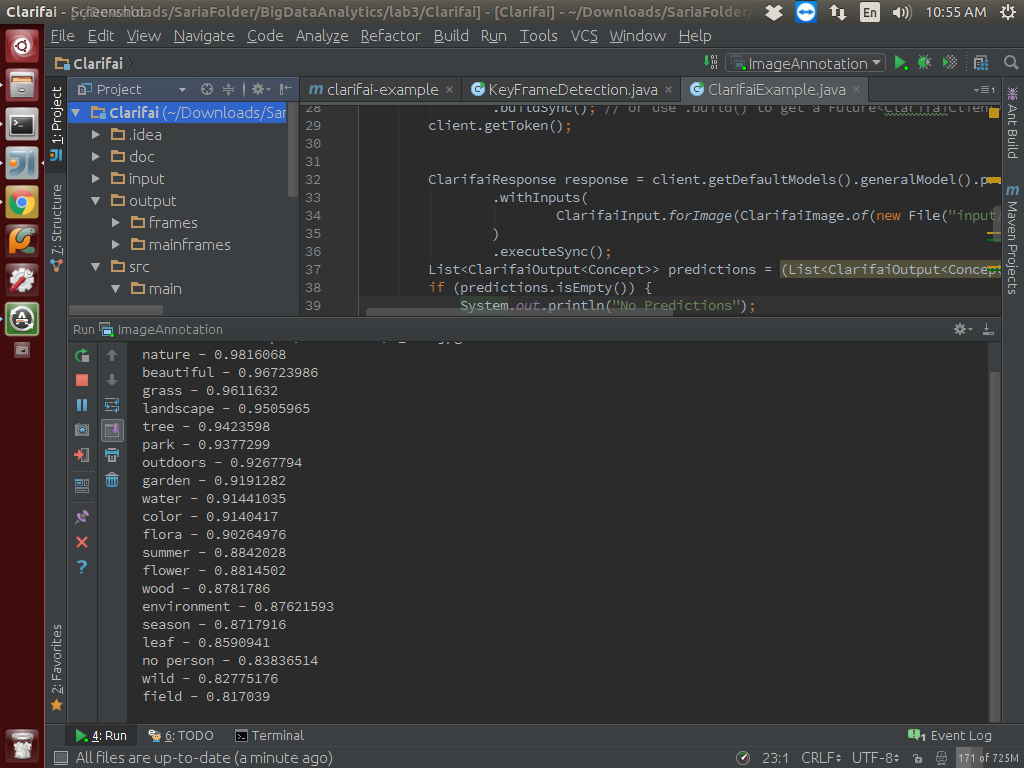 Clarifai - [~/Downloads/SariaFolder/BigDataAnalytics/lab3/Clarifai] - [Clarifai] - ~/Downloads/SariaFolder/
En 10:55 AM
File Edit View Navigate Code Analyze Refactor Build Run Tools VCS Window Help
Clarifai
ImageAnnotation
Project
clarifai-example
KeyFrameDetection.java
ClarifaiExample.java
1: Project
7: Structure
2: Favorites
Ant Build
Maven Projects
Clarifai (~/Downloads/Sar
.idea
doc
input
output
frames
mainframes
src
main
28 .buildSync(); // or use .build() to get a Future<ClarifaiClien
29 client.getToken();
30
31
32 ClarifaiResponse response = client.getDefaultModels().generalModel().p
33 .withInputs(
34 ClarifaiInput.forImage(ClarifaiImage.of(new File("input/
35 )
36 .executeSync();
37 List<ClarifaiOutput<Concept>> predictions = (List<ClarifaiOutput<Concep
38 if (predictions.isEmpty()) {
39 System.out.println("No Predictions");
Run ImageAnnotation
nature - 0.9816068
beautiful - 0.96723986
grass - 0.9611632
landscape - 0.9505965
tree - 0.9423598
park - 0.9377299
outdoors - 0.9267794
garden - 0.9191282
water - 0.91441035
color - 0.9140417
flora - 0.90264976
summer - 0.8842028
flower - 0.8814502
wood - 0.8781786
environment - 0.87621593
season - 0.8717916
leaf - 0.8590941
no person - 0.83836514
wild - 0.82775176
field - 0.817039
4: Run 6: TODO Terminal 1 Event Log
All files are up-to-date (a minute ago) 23:1 CRLF UTF-8 171 of 725M